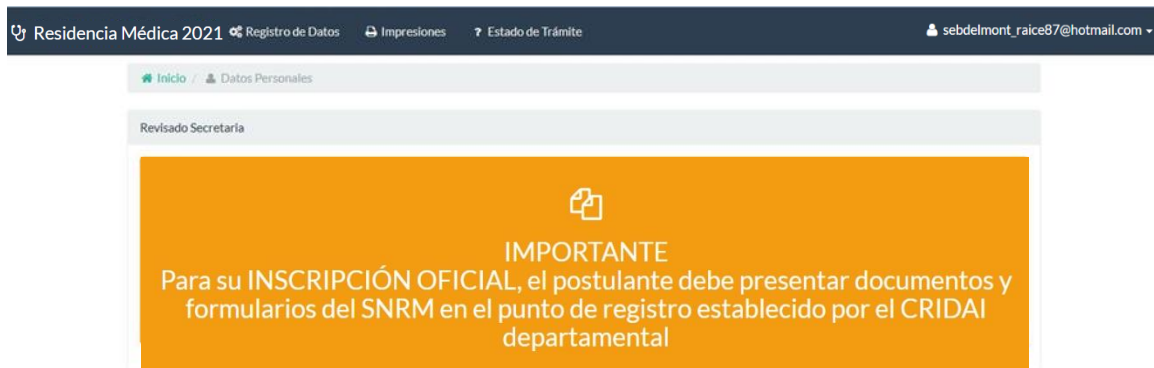 Residencia Médica 2021 Registro de Datos Impresiones ? Estado de Trámite sebdelmont_raice87@hotmail.com
Inicio / Datos Personales
Revisado Secretaria
IMPORTANTE
Para su INSCRIPCIÓN OFICIAL, el postulante debe presentar documentos y
formularios del SNRM en el punto de registro establecido por el CRIDAI
departamental